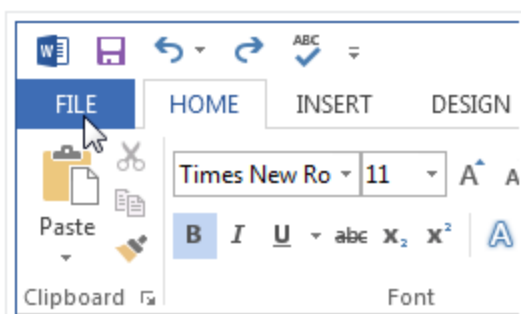 W
ABC
FILE HOME INSERT DESIGN
Times New Ro 11 A A
Paste B I U abc X₂ X² A
Clipboard Font